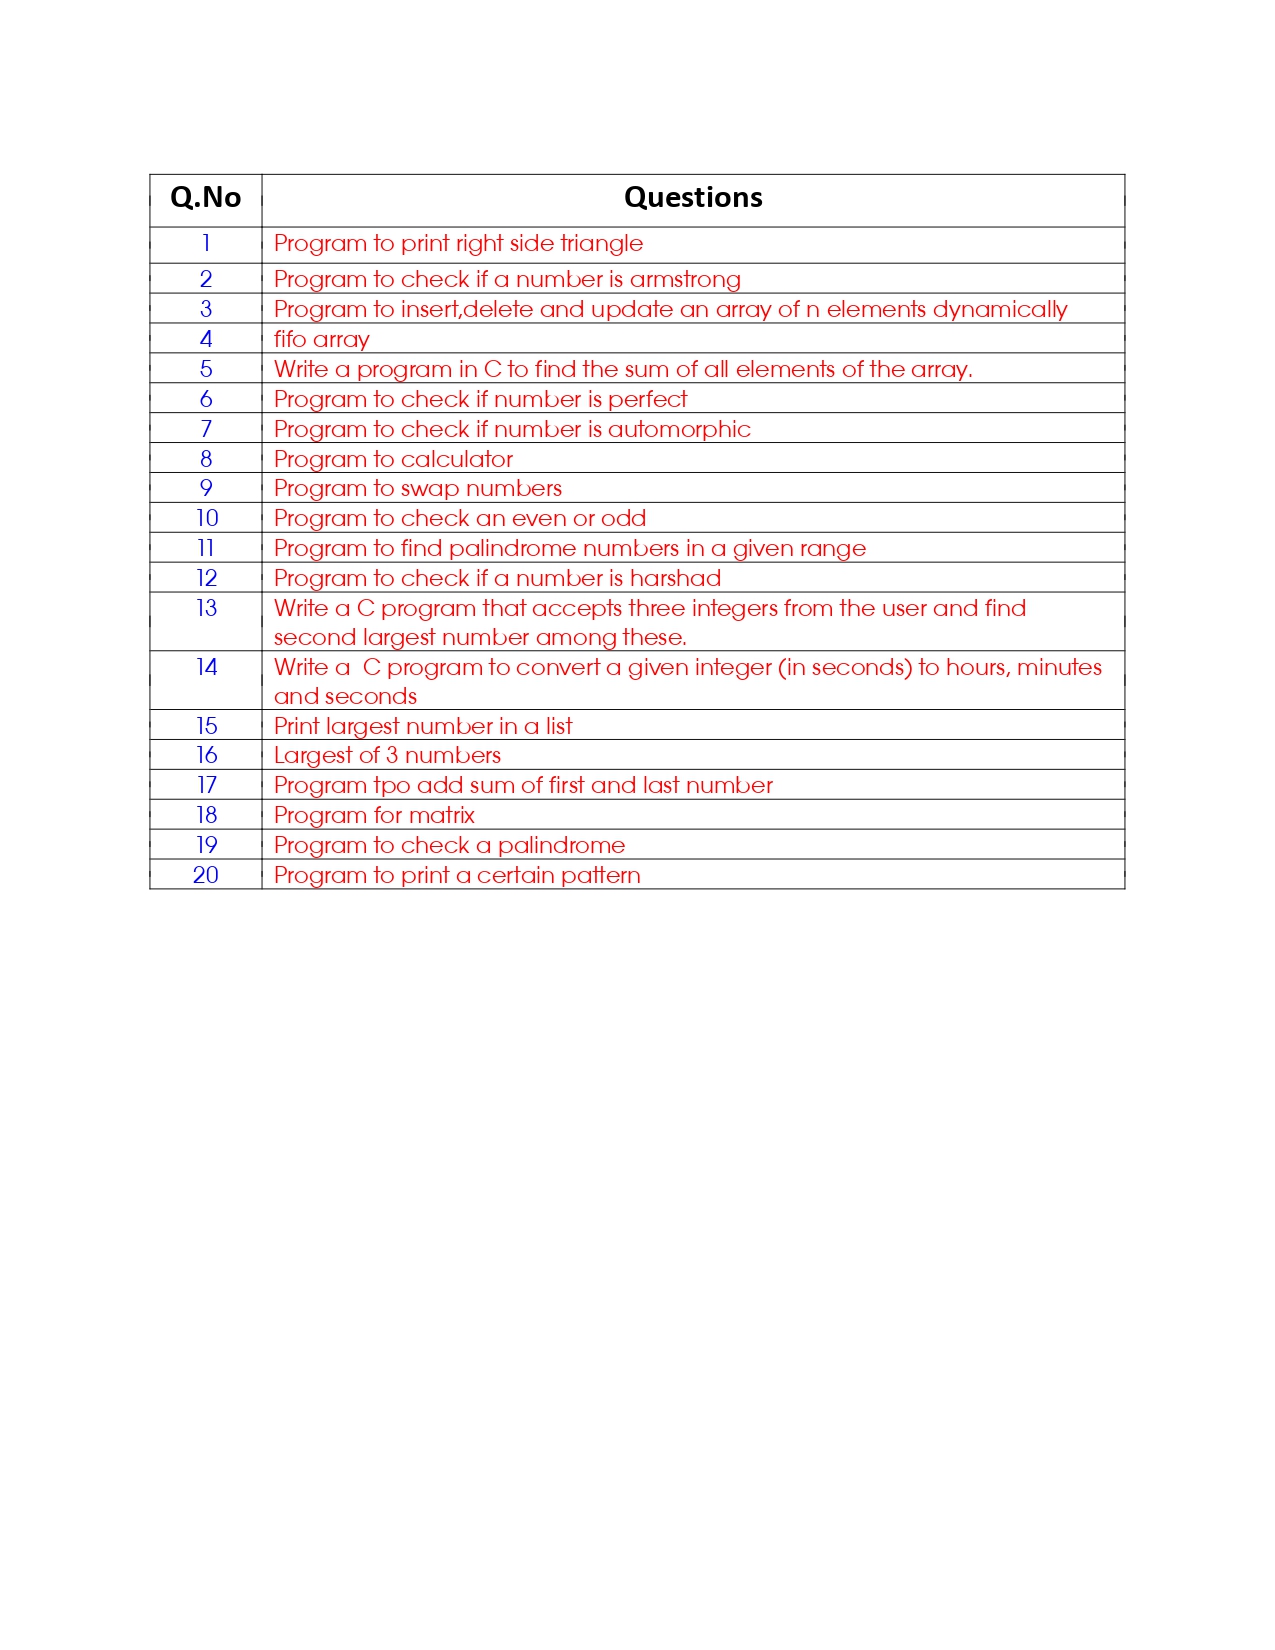 Q.No Questions
1 Program to print right side triangle
2 Program to check if a number is armstrong
3 Program to insert,delete and update an array of n elements dynamically
4 fifo array
5 Write a program in C to find the sum of all elements of the array.
6 Program to check if number is perfect
7 Program to check if number is automorphic
8 Program to calculator
9 Program to swap numbers
10 Program to check an even or odd
11 Program to find palindrome numbers in a given range
12 Program to check if a number is harshad
13 Write a C program that accepts three integers from the user and find
second largest number among these.
14 Write a  C program to convert a given integer (in seconds) to hours, minutes
and seconds
15 Print largest number in a list
16 Largest of 3 numbers
17 Program tpo add sum of first and last number
18 Program for matrix
19 Program to check a palindrome
20 Program to print a certain pattern